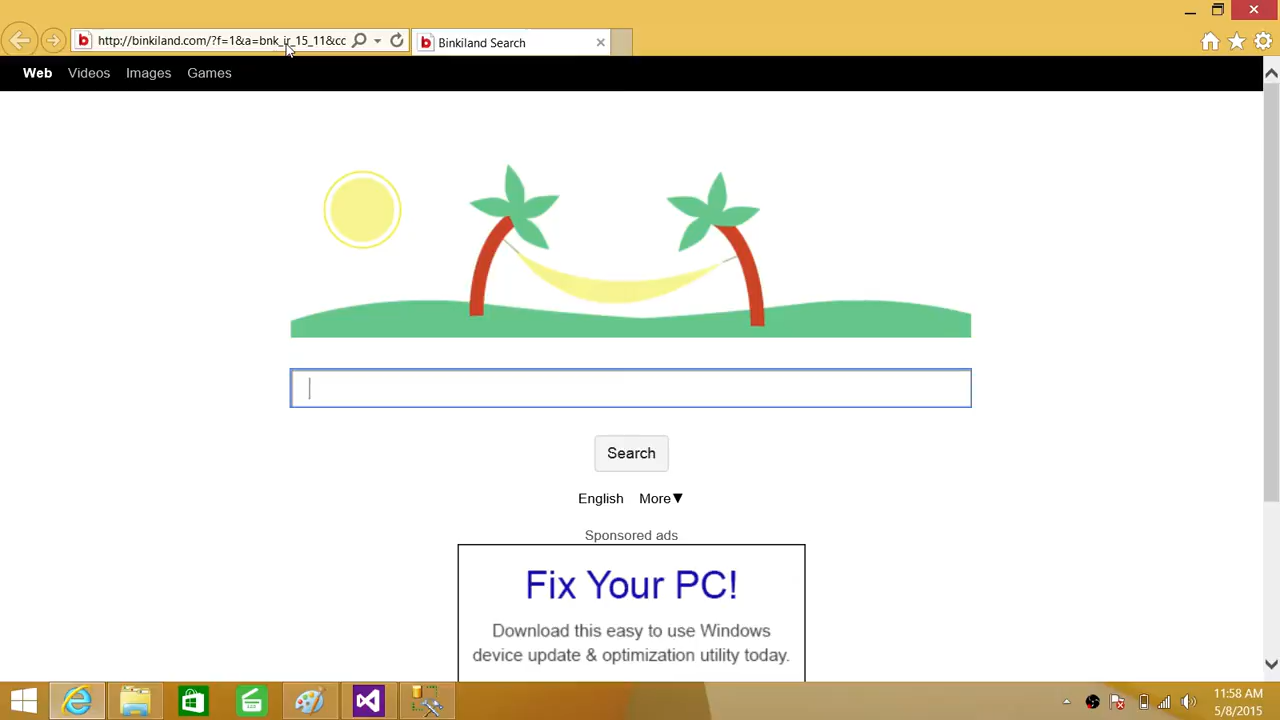 http://binkiland.com/?f=1&a=bnk_ir_15_11&cc
Binkiland Search
Web Videos Images Games
Search
English More▼
Sponsored ads
Fix Your PC!
Download this easy to use Windows
device update & optimization utility today.
11:58 AM
5/8/2015